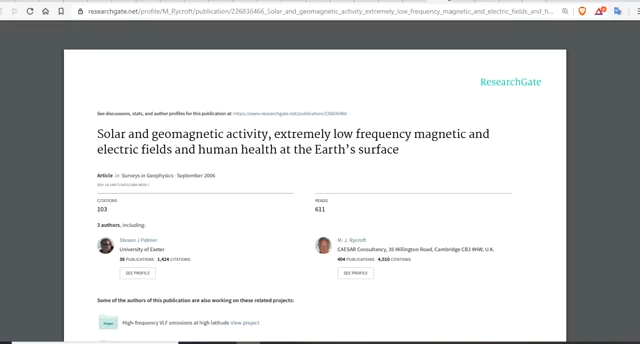 researchgate.net/profile/M_Rycroft/publication/226836466_Solar_and_geomagnetic_activity_extremely_low_frequency_magnetic_and_electric_fields_and_h...
ResearchGate
See discussions, stats, and author profiles for this publication at: https://www.researchgate.net/publication/226836466
Solar and geomagnetic activity, extremely low frequency magnetic and
electric fields and human health at the Earth's surface
Article in Surveys in Geophysics · September 2006
CITATIONS
103
READS
611
3 authors, including:
Steven J Palmer
University of Exeter
38 PUBLICATIONS 1,424 CITATIONS
SEE PROFILE
M. J. Rycroft
CAESAR Consultancy, 35 Millington Road, Cambridge CB3 9HW, U.K.
404 PUBLICATIONS 4,010 CITATIONS
SEE PROFILE
Some of the authors of this publication are also working on these related projects:
Project
High-frequency VLF emissions at high latitude View project